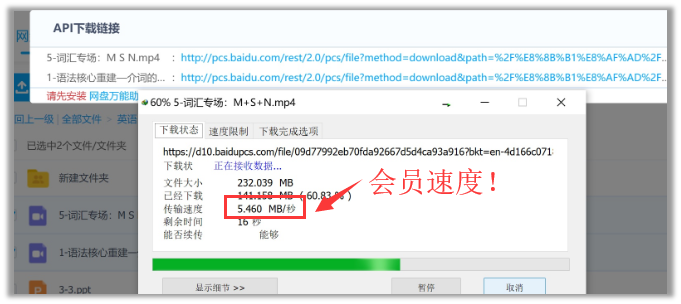 网
API下载链接
5-词汇专场：M S N.mp4 : http://pcs.baidu.com/rest/2.0/pcs/file?method=download&path=%2F%E8%8B%B1%E8%AF%AD%2F...
1-语法核心重建—介词的... : http://pcs.baidu.com/rest/2.0/pcs/file?method=download&path=%2F%E8%8B%B1%E8%AF%AD%2F...
请先安装 网盘万能助
回上一级 | 全部文件 > 英语
已选中2个文件/文件夹
新建文件夹
5-词汇专场：M S
1-语法核心重建—
3-3.ppt
60% 5-词汇专场：M+S+N.mp4
下载状态 速度限制 下载完成选项
https://d10.baidupcs.com/file/09d77992eb70fda92667d5d4ca93a916?bkt=en-4d166c071
下载状 正在接收数据...
文件大小 232.039 MB
已经下载 141.158 MB ( 60.83 % )
传输速度 5.460 MB/秒
剩余时间 16 秒
能否续传 能够
会员速度！
显示细节 >> 暂停 取消